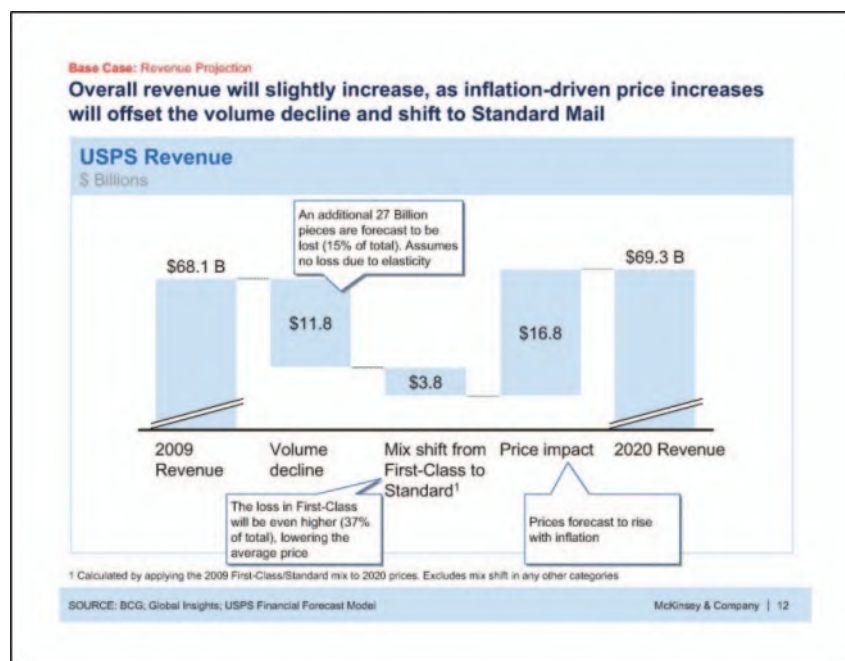 Base Case: Revenue Projection
Overall revenue will slightly increase, as inflation-driven price increases
will offset the volume decline and shift to Standard Mail
USPS Revenue
$ Billions
An additional 27 Billion
pieces are forecast to be
lost (15% of total). Assumes
no loss due to elasticity
$68.1 B
$11.8
$3.8
$16.8
$69.3 B
2009
Revenue
Volume
decline
Mix shift from
First-Class to
Standard1
Price impact
2020 Revenue
The loss in First-Class
will be even higher (37%
of total), lowering the
average price
Prices forecast to rise
with inflation
1 Calculated by applying the 2009 First-Class/Standard mix to 2020 prices. Excludes mix shift in any other categories
SOURCE: BCG; Global Insights; USPS Financial Forecast Model
McKinsey & Company | 12